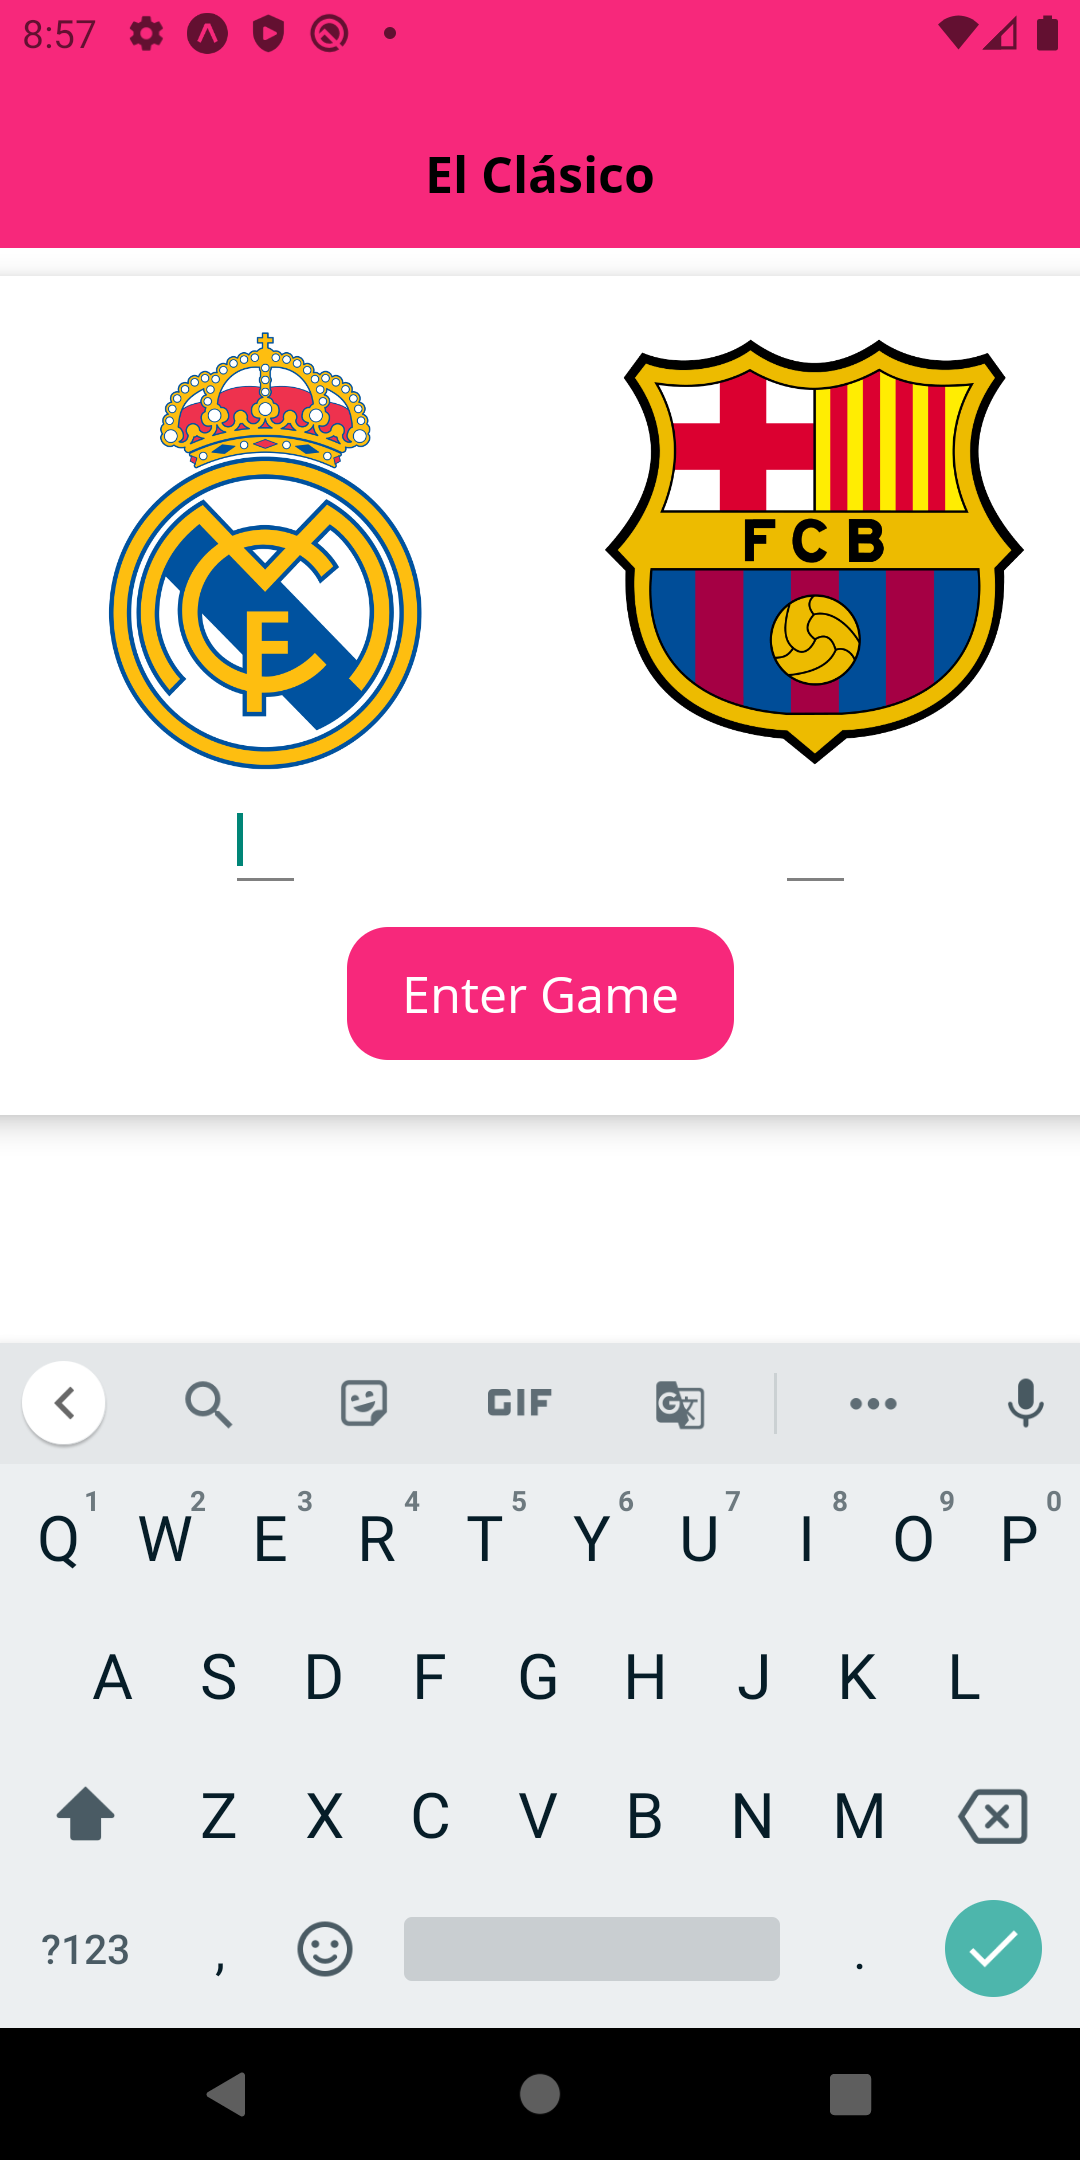 8:57
El Clásico
FCB
Enter Game
GIF
1 2 3 4 5 6 7 8 9 0
Q W E R T Y U I O P
A S D F G H J K L
Z X C V B N M
?123 , .